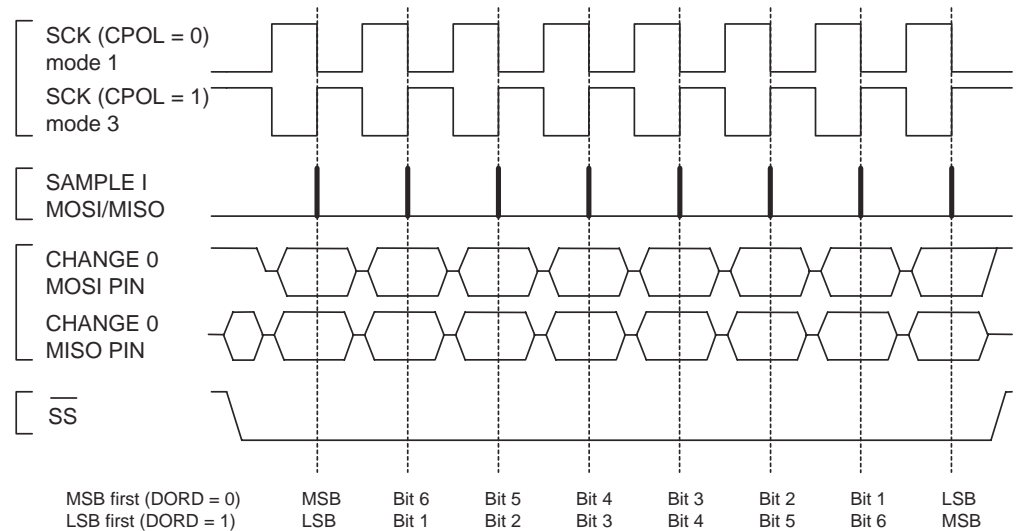 SCK (CPOL = 0)
mode 1
SCK (CPOL = 1)
mode 3
SAMPLE I
MOSI/MISO
CHANGE 0
MOSI PIN
CHANGE 0
MISO PIN
SS
MSB first (DORD = 0) MSB Bit 6 Bit 5 Bit 4 Bit 3 Bit 2 Bit 1 LSB
LSB first (DORD = 1) LSB Bit 1 Bit 2 Bit 3 Bit 4 Bit 5 Bit 6 MSB